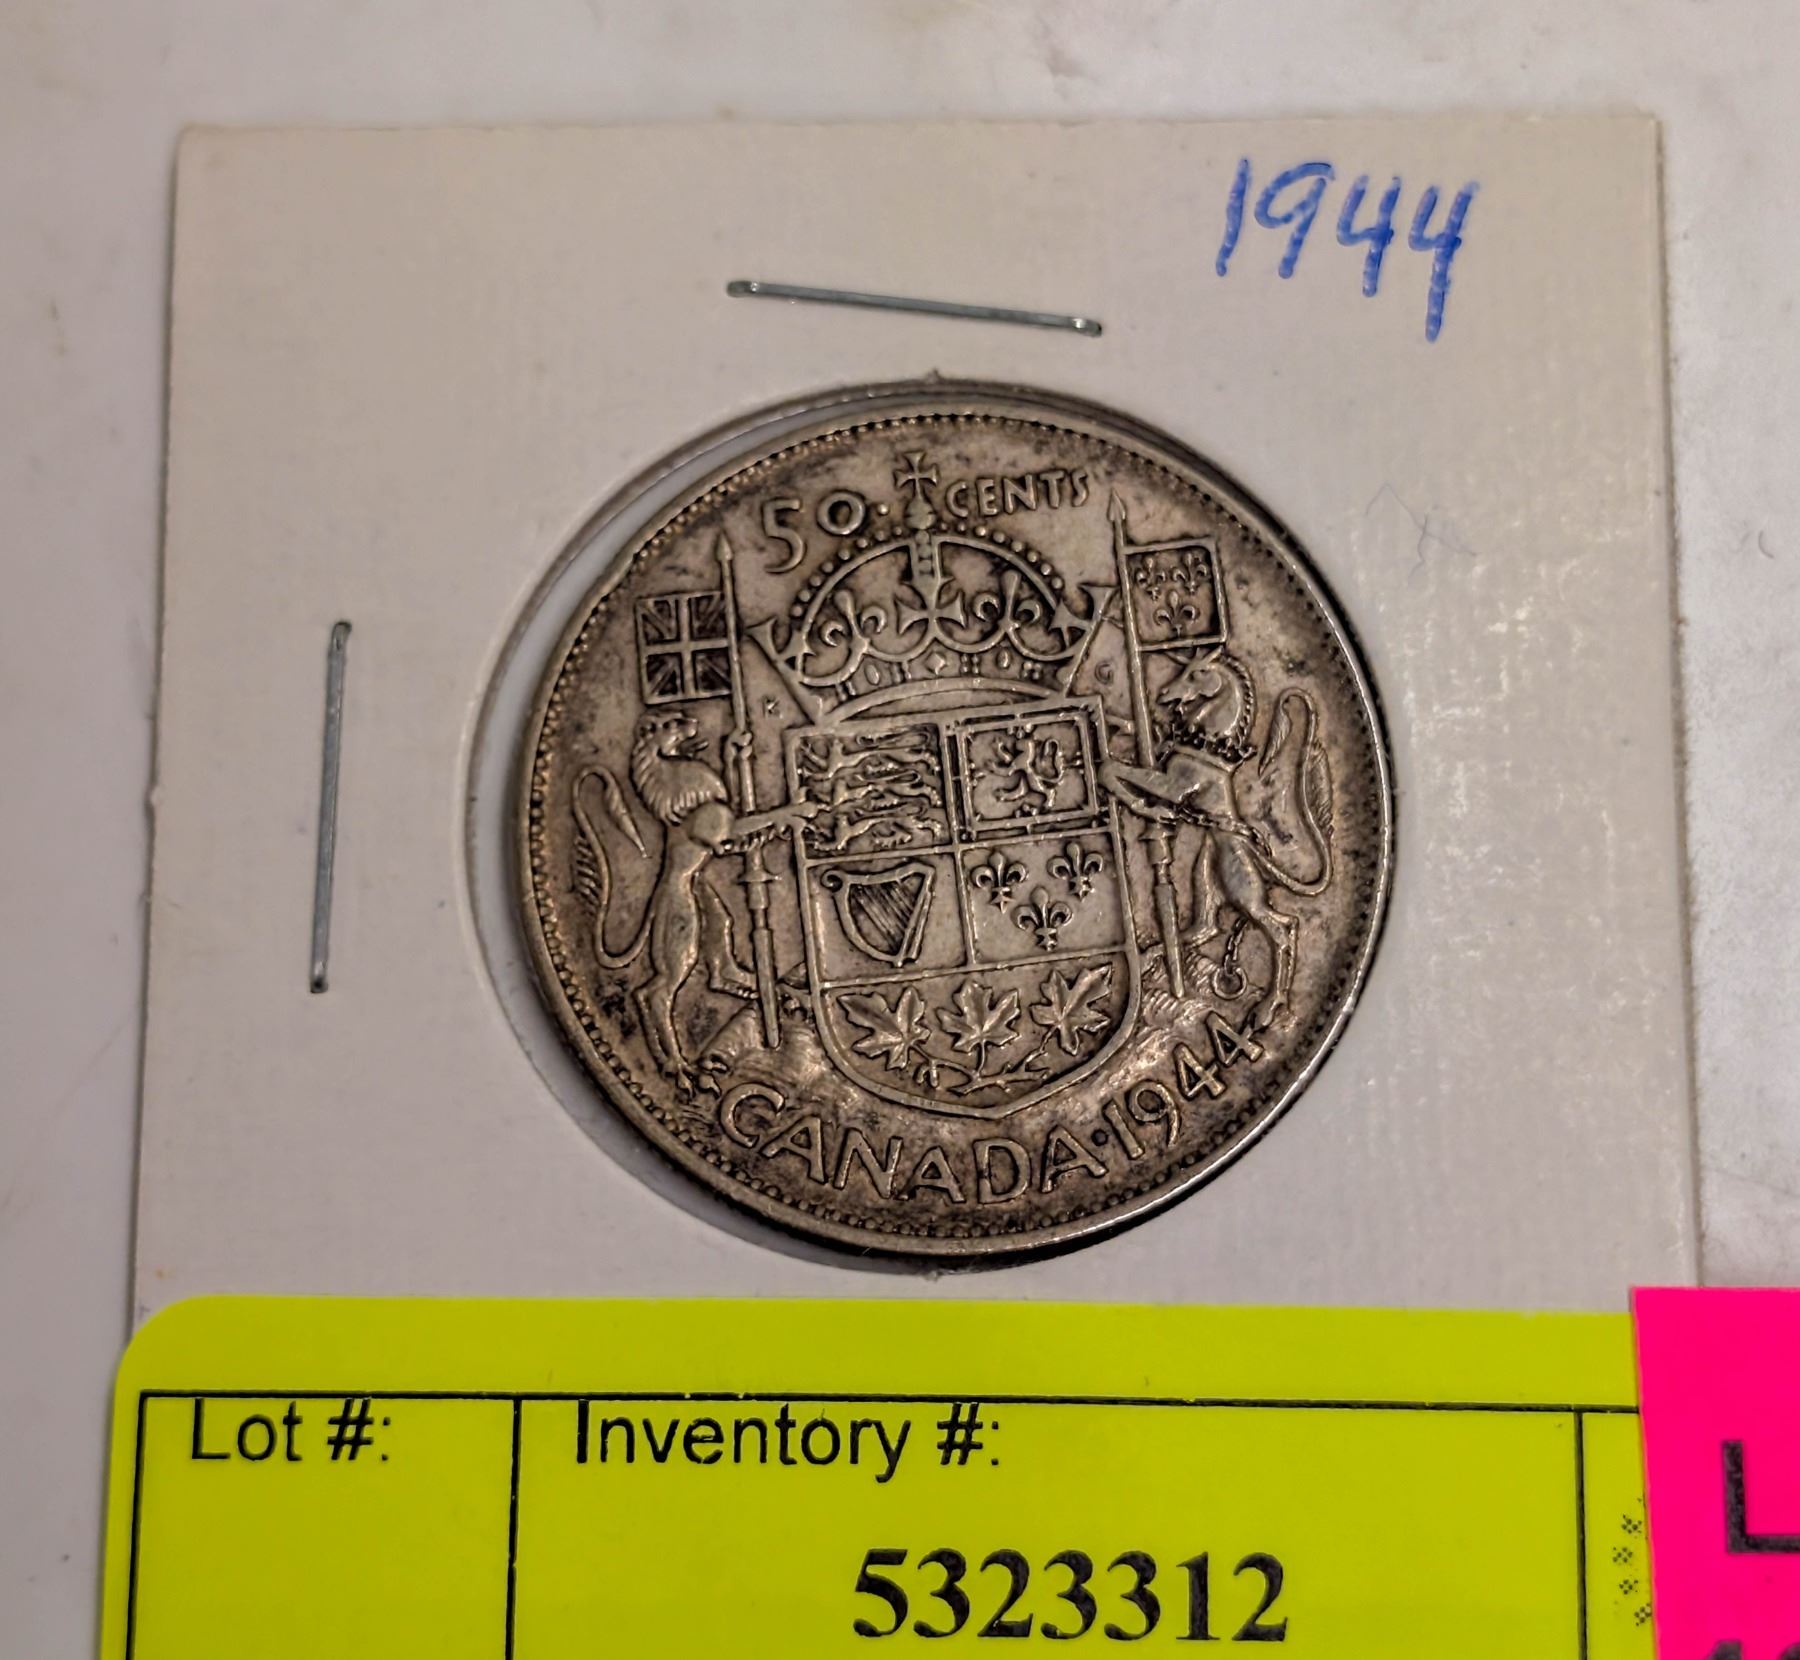 1944
50 CENTS
K G
CANADA · 1944
Lot #:
Inventory #:
5323312
L